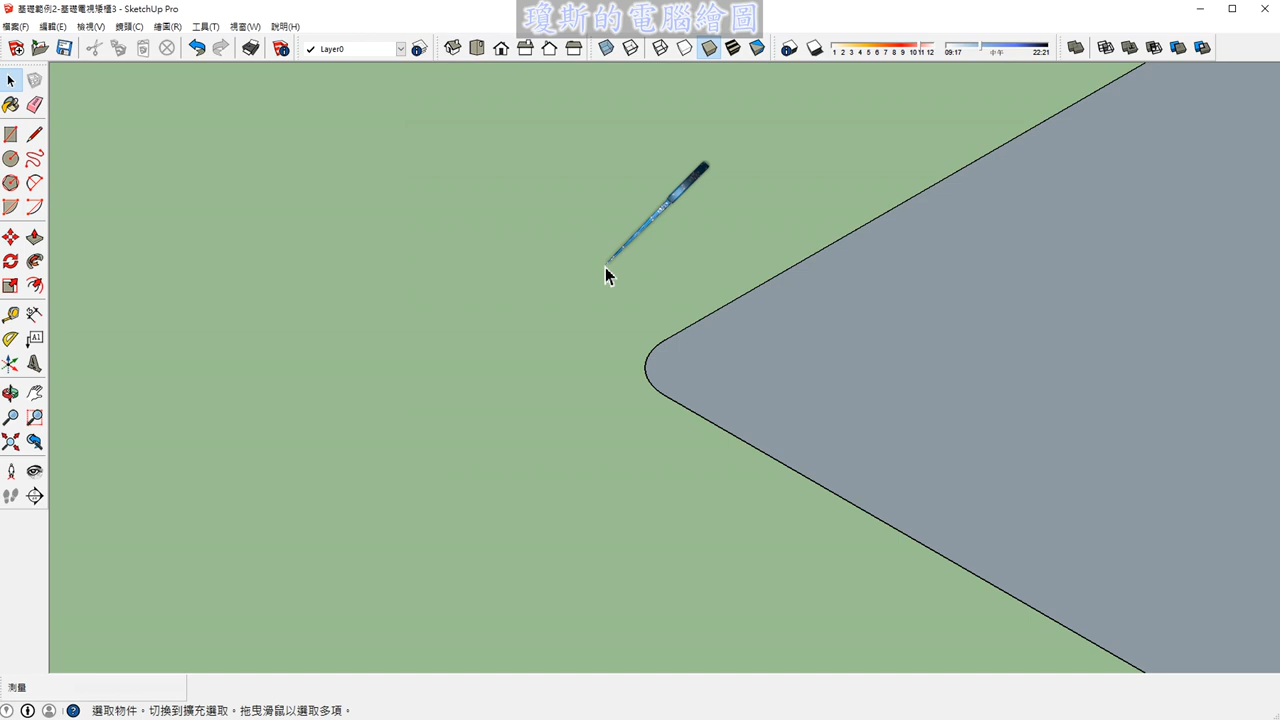 基礎範例2-基礎電視矮櫃3 - SketchUp Pro
瓊斯的電腦繪圖
檔案(F) 編輯(E) 檢視(V) 鏡頭(C) 繪圖(R) 工具(T) 視窗(W) 說明(H)
Layer0
1 2 3 4 5 6 7 8 9 10 11 12
09:17 中午 22:21
A1
測量
選取物件。切換到擴充選取。拖曳滑鼠以選取多項。